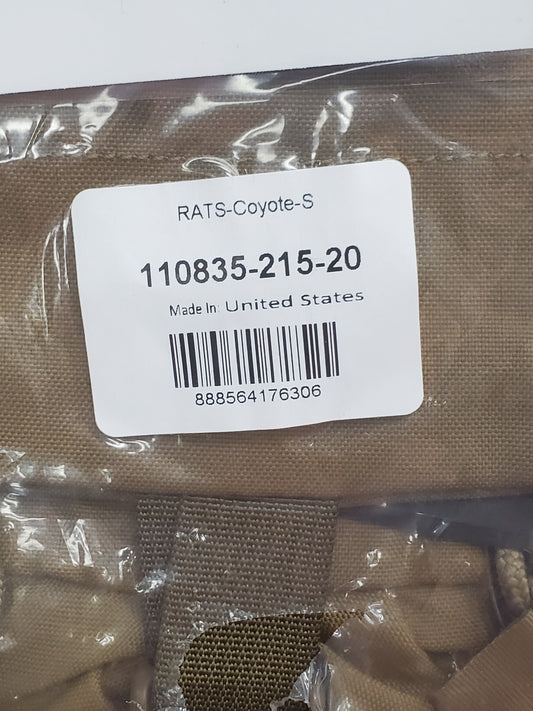 RATS-Coyote-S
110835-215-20
Made In: United States
888564176306